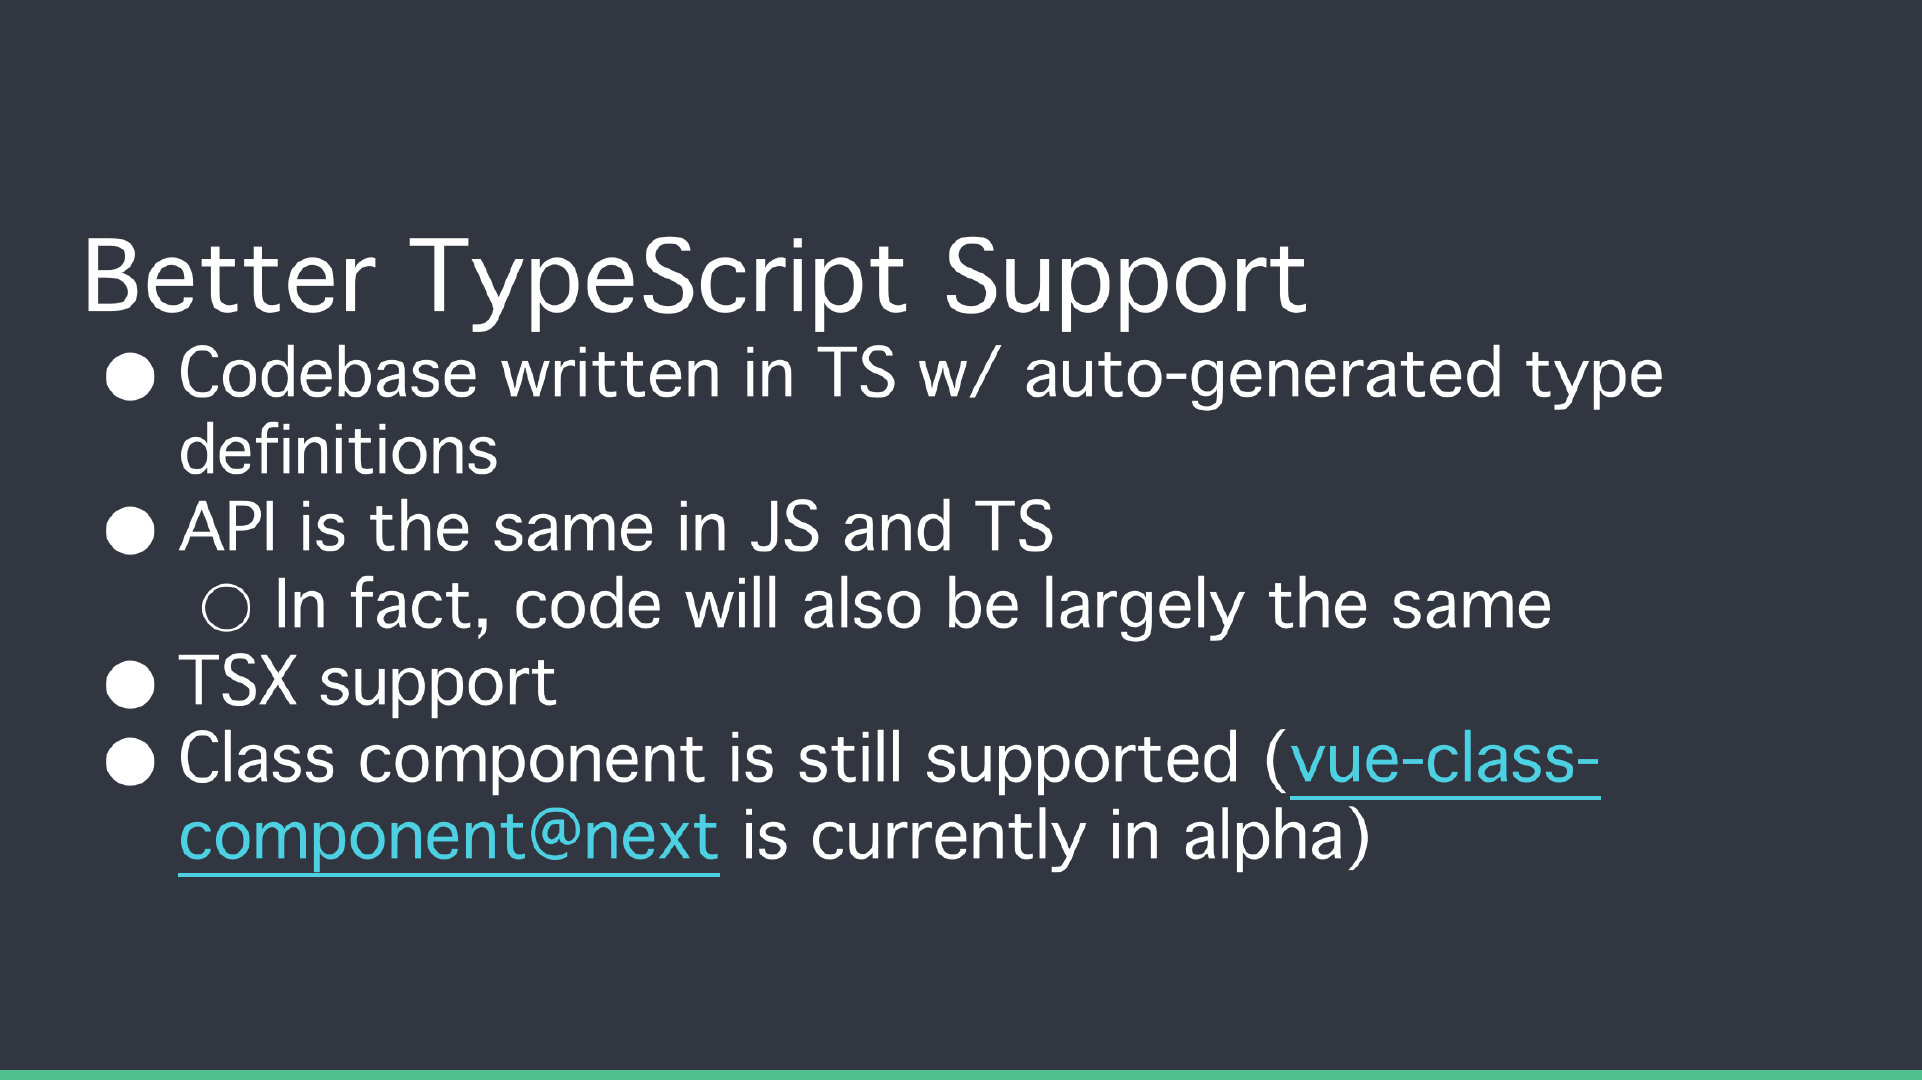 Better TypeScript Support
● Codebase written in TS w/ auto-generated type
definitions
● API is the same in JS and TS
○ In fact, code will also be largely the same
● TSX support
● Class component is still supported (vue-class-
component@next is currently in alpha)